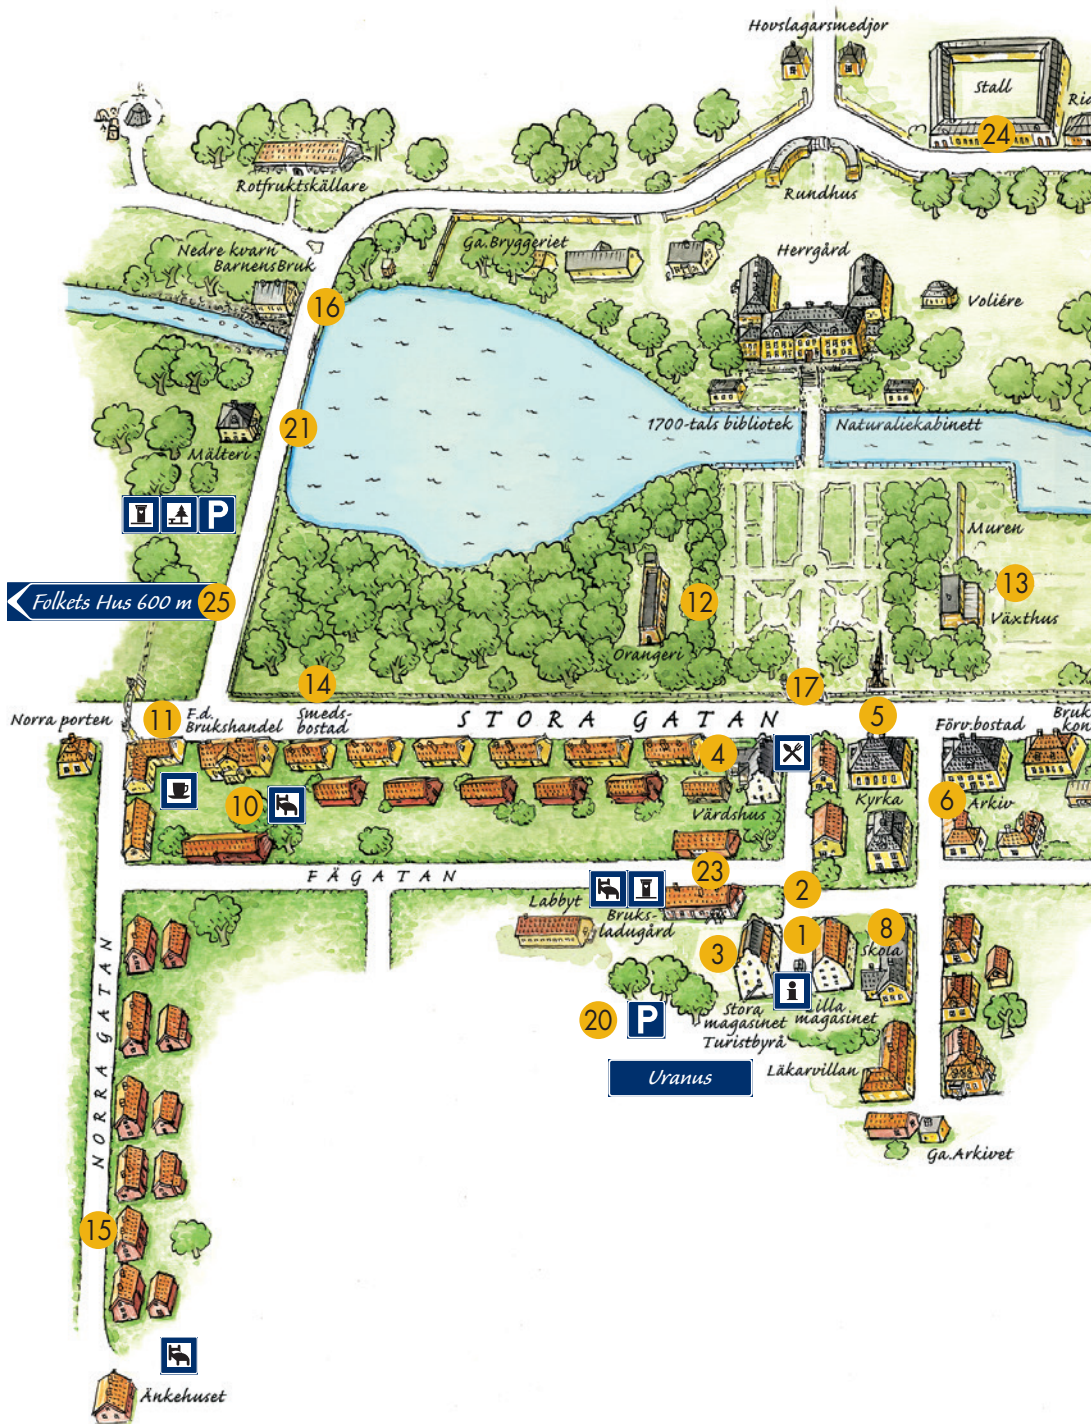 Hovslagarsmedjor
Stall
24
Rotfruktskällare
Rundhus
Nedre kvarn
BarnensBruk
Ga.Bryggeriet
Herrgård
Voliére
16
21
Mälteri
1700-tals bibliotek
Naturaliekabinett
P
Muren
Folkets Hus 600 m
25
12
13
Växthus
Orangeri
14
17
Norra porten
11
F.d.
Brukshandel
Smeds-
bostad
STORA GATAN
5
Förv.bostad
Bruk
kon
4
Kyrka
10
Värdshus
6
Arkiv
FÄGATAN
23
2
Labbyt
Bruks-
ladugård
3
1
8
Skola
20
P
Stora
magasinet
Turistbyrå
Lilla
magasinet
Uranus
Läkarvillan
Ga.Arkivet
NORRA GATAN
15
Änkehuset